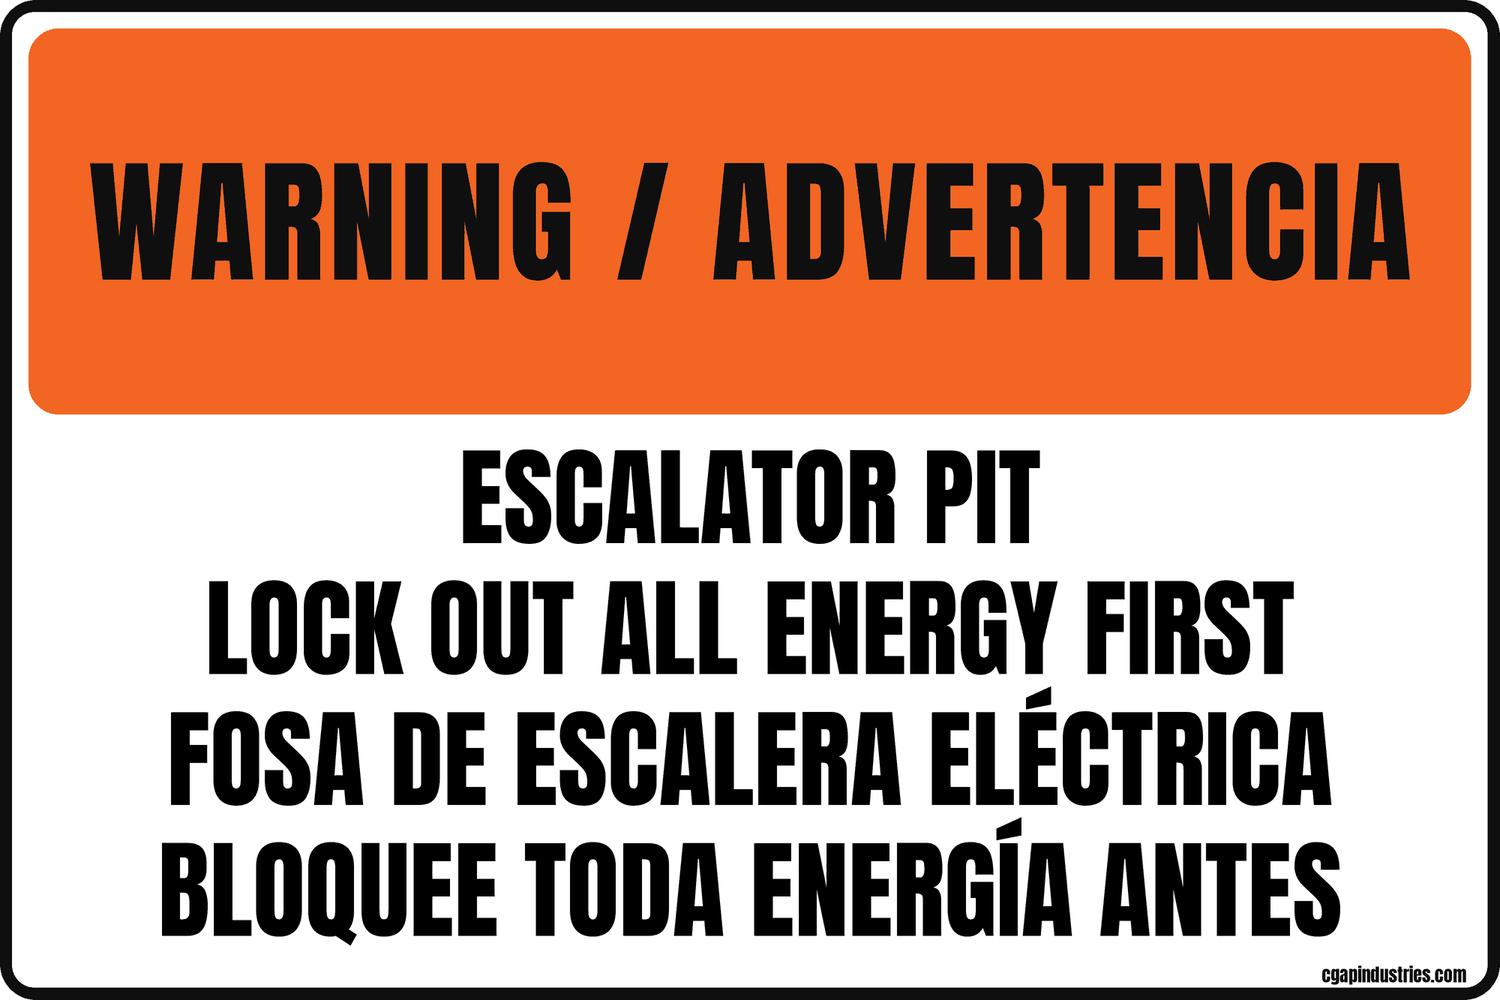 WARNING / ADVERTENCIA
ESCALATOR PIT
LOCK OUT ALL ENERGY FIRST
FOSA DE ESCALERA ELÉCTRICA
BLOQUEE TODA ENERGÍA ANTES
cgapindustries.com